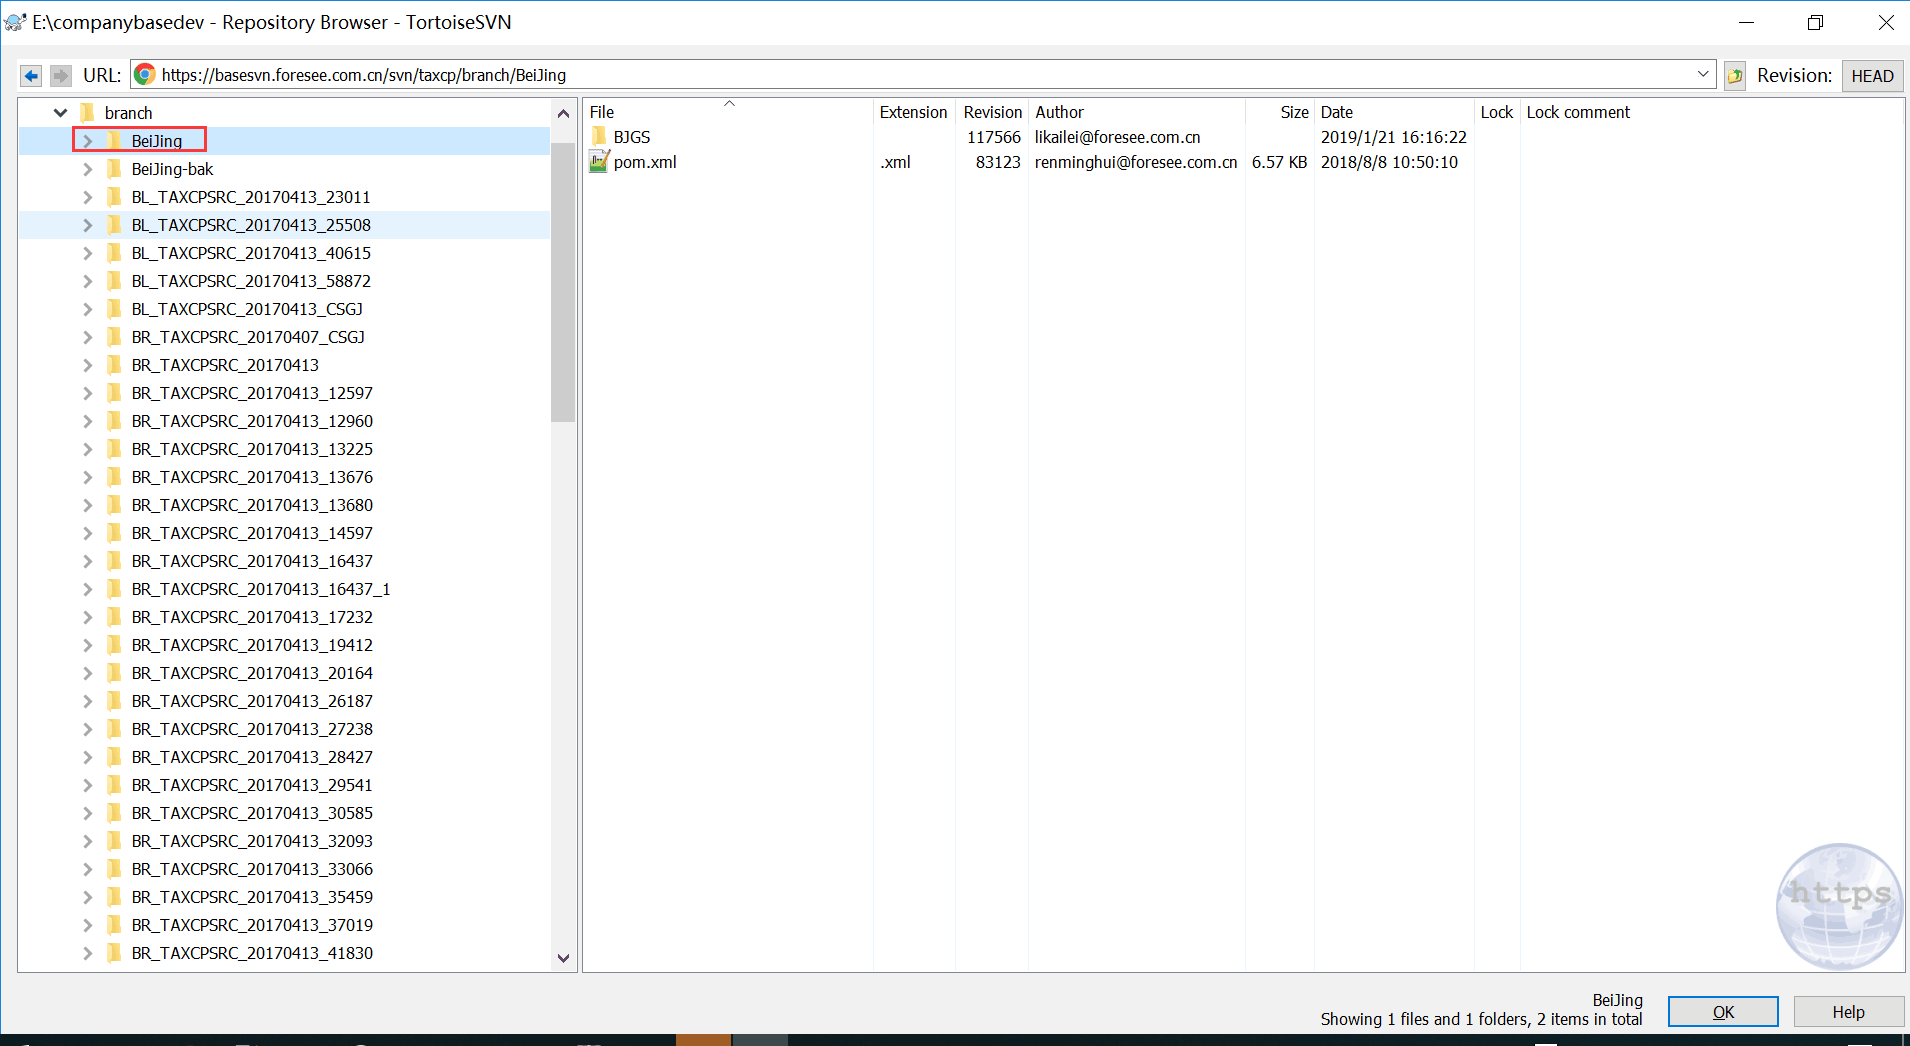 E:\companybasedev - Repository Browser - TortoiseSVN
URL: https://basesvn.foresee.com.cn/svn/taxcp/branch/BeiJing Revision: HEAD
branch
BeiJing
BeiJing-bak
BL_TAXCPSRC_20170413_23011
BL_TAXCPSRC_20170413_25508
BL_TAXCPSRC_20170413_40615
BL_TAXCPSRC_20170413_58872
BL_TAXCPSRC_20170413_CSGJ
BR_TAXCPSRC_20170407_CSGJ
BR_TAXCPSRC_20170413
BR_TAXCPSRC_20170413_12597
BR_TAXCPSRC_20170413_12960
BR_TAXCPSRC_20170413_13225
BR_TAXCPSRC_20170413_13676
BR_TAXCPSRC_20170413_13680
BR_TAXCPSRC_20170413_14597
BR_TAXCPSRC_20170413_16437
BR_TAXCPSRC_20170413_16437_1
BR_TAXCPSRC_20170413_17232
BR_TAXCPSRC_20170413_19412
BR_TAXCPSRC_20170413_20164
BR_TAXCPSRC_20170413_26187
BR_TAXCPSRC_20170413_27238
BR_TAXCPSRC_20170413_28427
BR_TAXCPSRC_20170413_29541
BR_TAXCPSRC_20170413_30585
BR_TAXCPSRC_20170413_32093
BR_TAXCPSRC_20170413_33066
BR_TAXCPSRC_20170413_35459
BR_TAXCPSRC_20170413_37019
BR_TAXCPSRC_20170413_41830
File Extension Revision Author Size Date Lock Lock comment
BJGS 117566 likailei@foresee.com.cn 2019/1/21 16:16:22
pom.xml .xml 83123 renminghui@foresee.com.cn 6.57 KB 2018/8/8 10:50:10
https
BeiJing
Showing 1 files and 1 folders, 2 items in total
OK Help